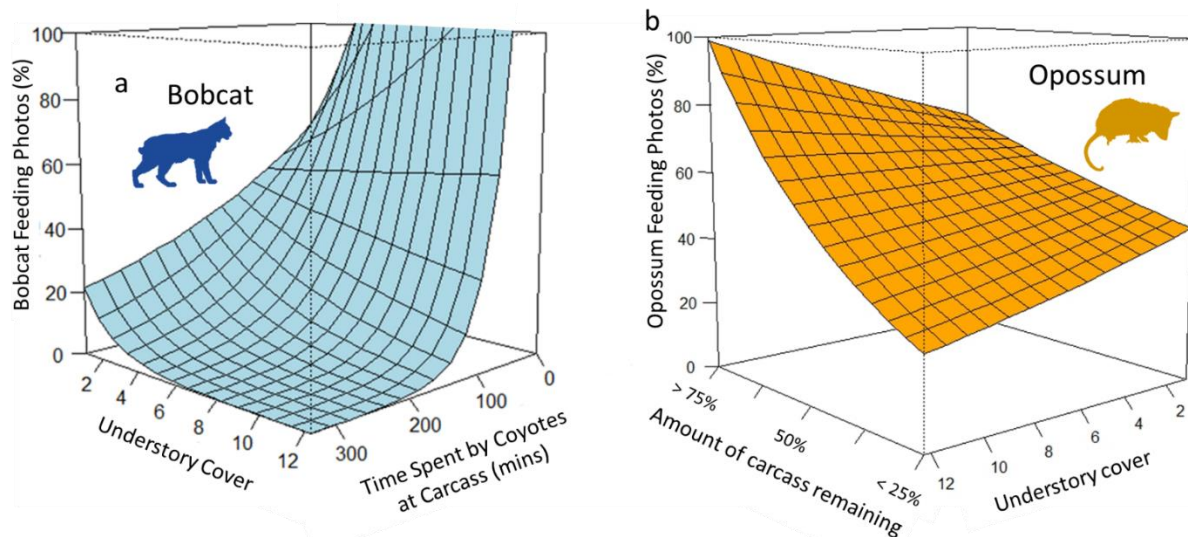 a
Bobcat
Bobcat Feeding Photos (%)
100
80
60
40
20
0
2
4
6
8
10
12
Understory Cover
300
200
100
0
Time Spent by Coyotes
at Carcass (mins)
b
Opossum
Opossum Feeding Photos (%)
100
80
60
40
20
0
> 75%
50%
< 25%
Amount of carcass remaining
12
10
8
6
4
2
Understory cover